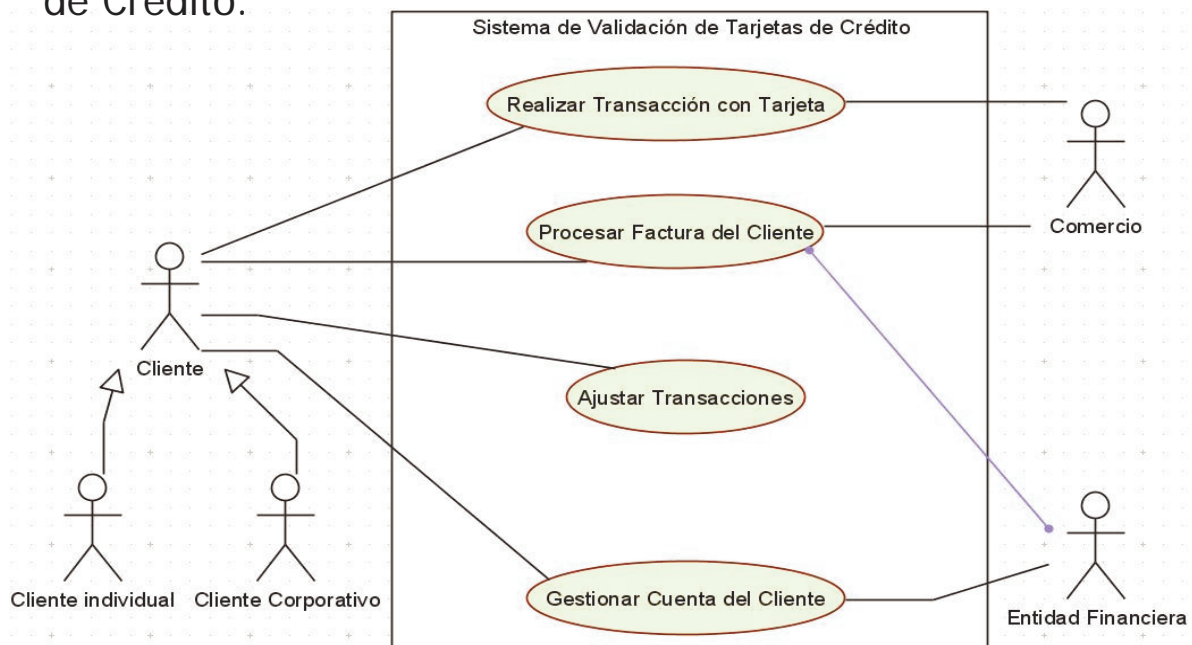 de Crédito.
Sistema de Validación de Tarjetas de Crédito
Realizar Transacción con Tarjeta
Comercio
Procesar Factura del Cliente
Cliente
Ajustar Transacciones
Cliente individual
Cliente Corporativo
Gestionar Cuenta del Cliente
Entidad Financiera